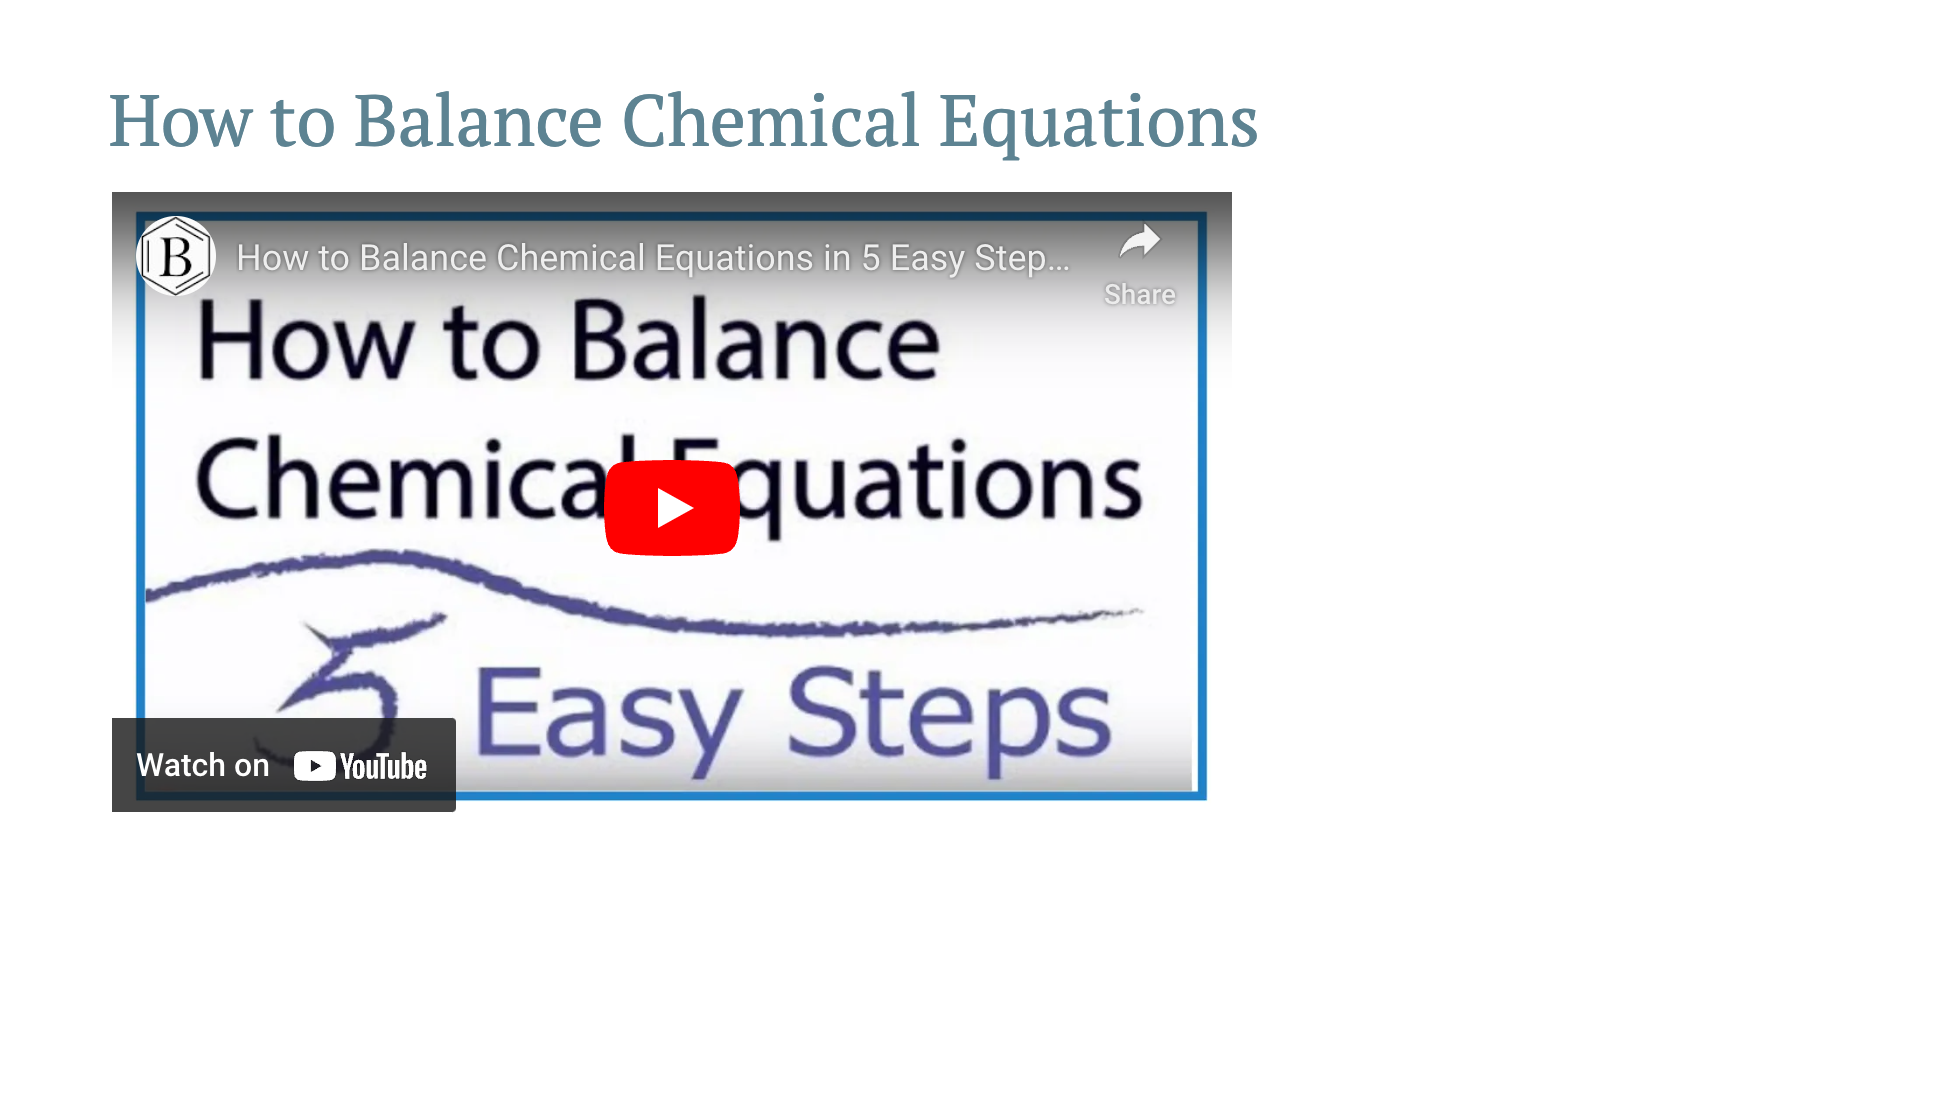 How to Balance Chemical Equations
B
How to Balance Chemical Equations in 5 Easy Step...
Share
How to Balance
Chemical Equations
5 Easy Steps
Watch on YouTube